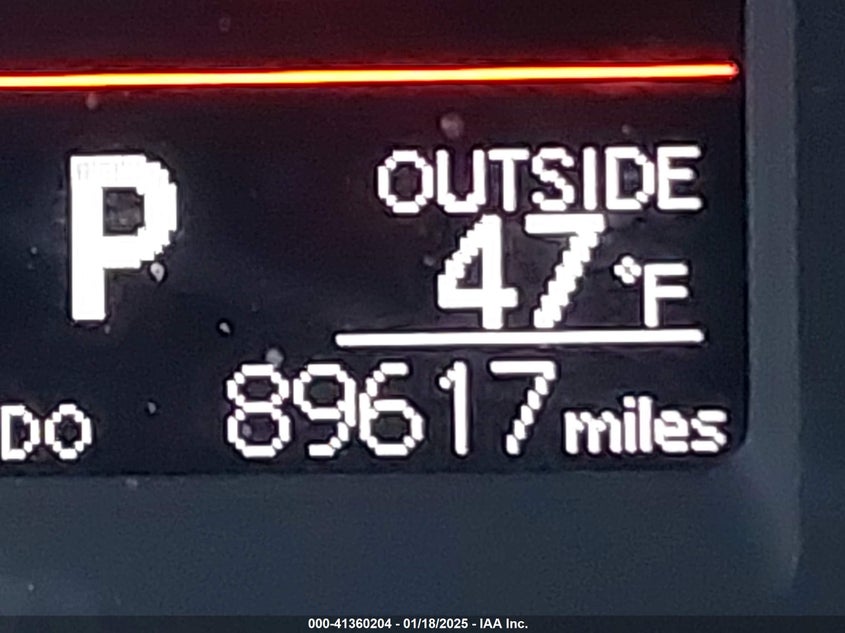 P
OUTSIDE
47 °F
DO 89617 miles
000-41360204 - 01/18/2025 - IAA Inc.